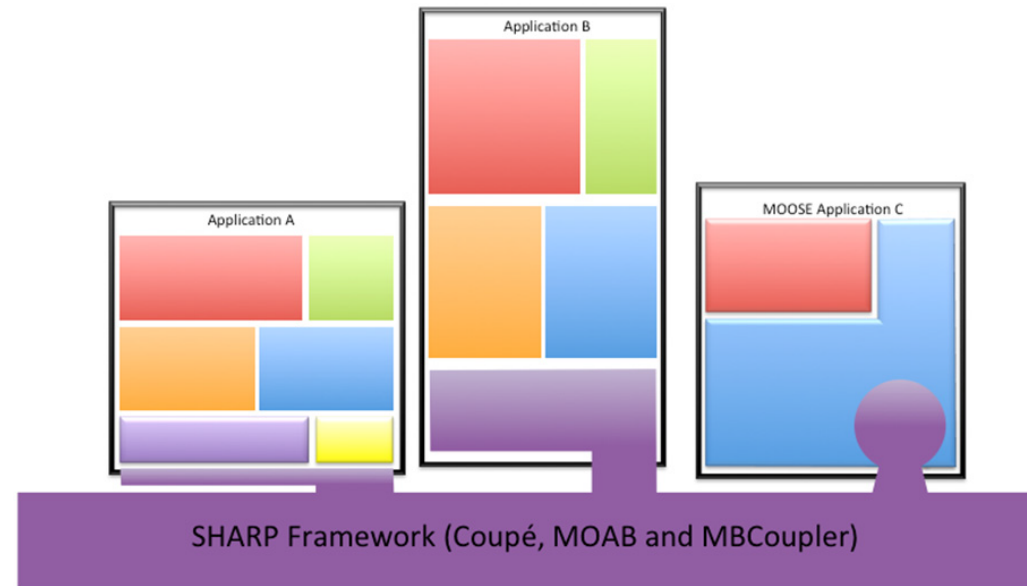 Application B
Application A
MOOSE Application C
SHARP Framework (Coupé, MOAB and MBCoupler)